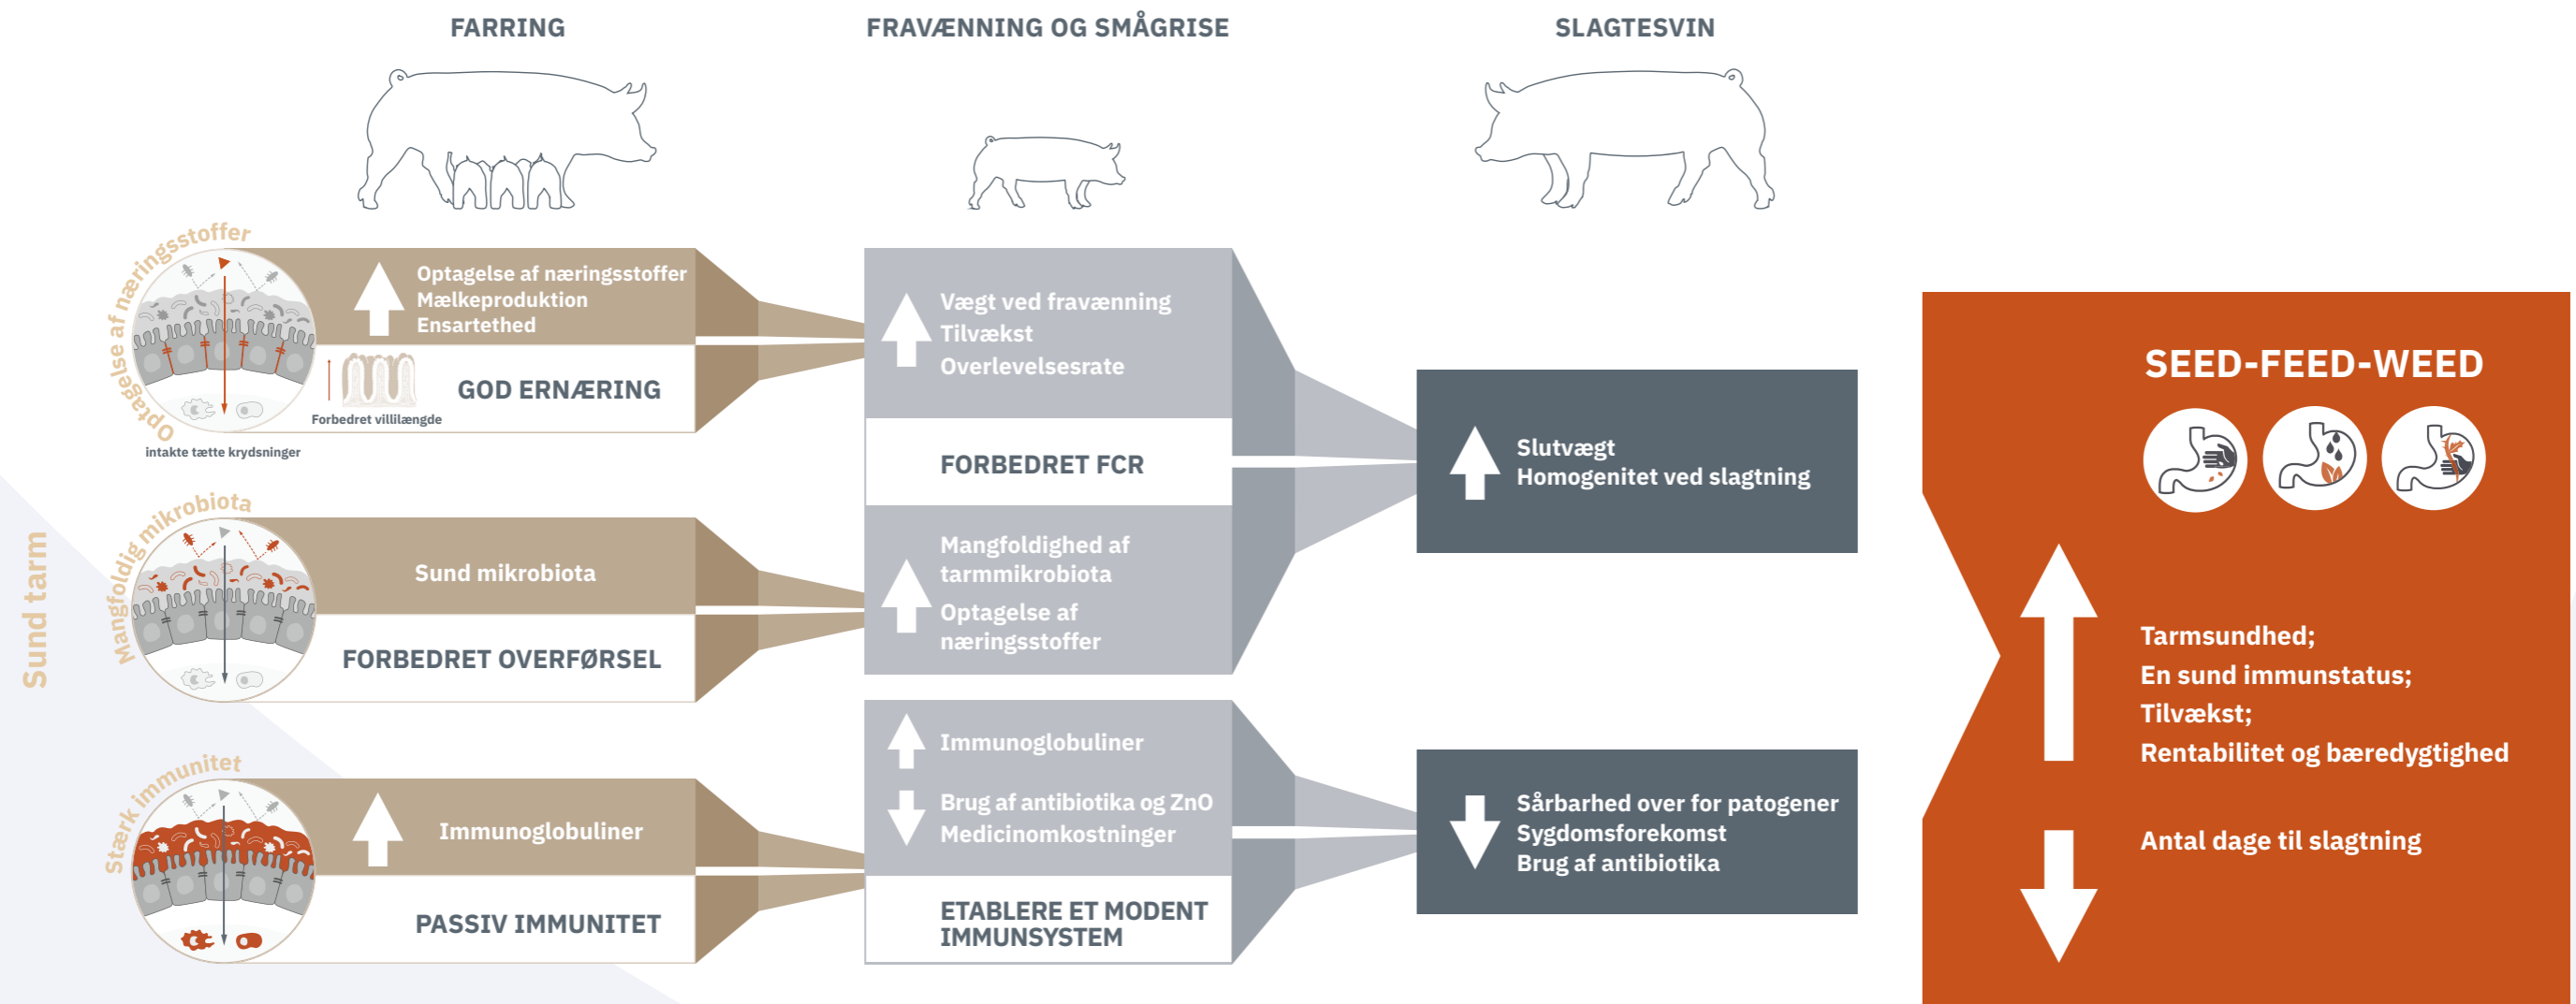 FARRING
FRAVÆNNING OG SMÅGRISE
SLAGTESVIN
Sund tarm
Optagelse af næringsstoffer
Optagelse af næringsstoffer
Mælkeproduktion
Ensartethed
Forbedret villilængde
GOD ERNÆRING
intakte tætte krydsninger
Mangfoldig mikrobiota
Sund mikrobiota
FORBEDRET OVERFØRSEL
Stærk immunitet
Immunoglobuliner
PASSIV IMMUNITET
Vægt ved fravænning
Tilvækst
Overlevelsesrate
FORBEDRET FCR
Mangfoldighed af
tarmmikrobiota
Optagelse af
næringsstoffer
Immunoglobuliner
Brug af antibiotika og ZnO
Medicinomkostninger
ETABLERE ET MODENT
IMMUNSYSTEM
Slutvægt
Homogenitet ved slagtning
Sårbarhed over for patogener
Sygdomsforekomst
Brug af antibiotika
SEED-FEED-WEED
Tarmsundhed;
En sund immunstatus;
Tilvækst;
Rentabilitet og bæredygtighed
Antal dage til slagtning